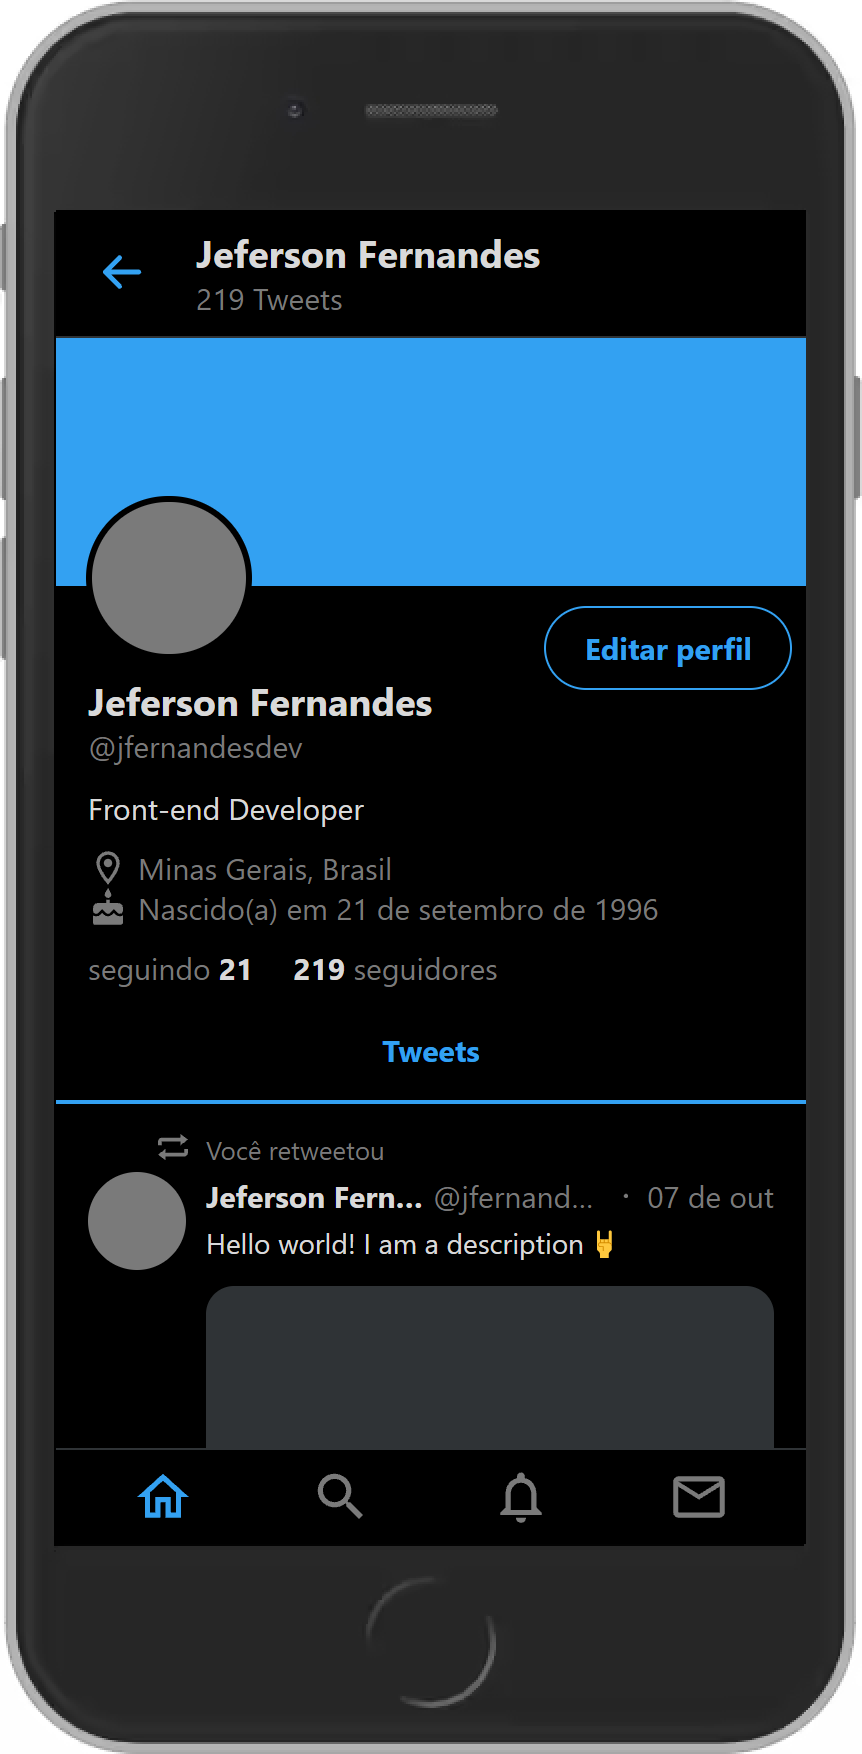 Jeferson Fernandes
219 Tweets
Editar perfil
Jeferson Fernandes
@jfernandesdev
Front-end Developer
Minas Gerais, Brasil
Nascido(a) em 21 de setembro de 1996
seguindo 21 219 seguidores
Tweets
Você retweetou
Jeferson Fern... @jfernand... · 07 de out
Hello world! I am a description 🤘